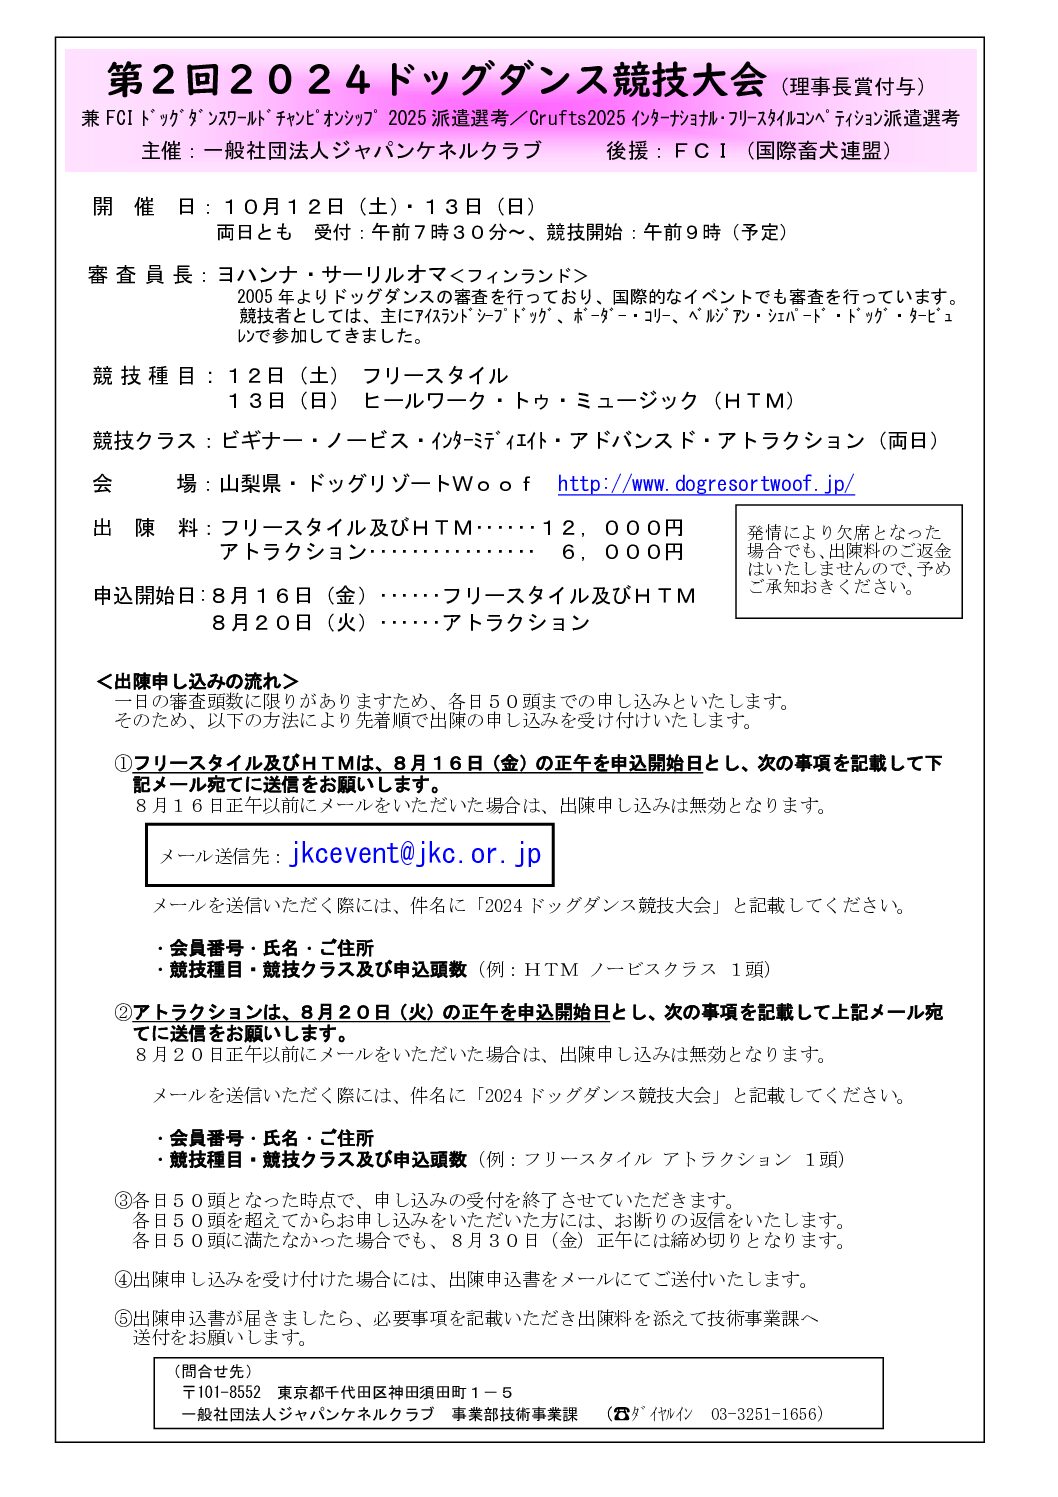 第２回２０２４ドッグダンス競技大会（理事長賞付与）
兼 FCI ﾄﾞｯｸﾞﾀﾞﾝｽﾜｰﾙﾄﾞﾁｬﾝﾋﾟｵﾝｼｯﾌﾟ 2025 派遣選考／Crufts2025 ｲﾝﾀｰﾅｼｮﾅﾙ･ﾌﾘｰｽﾀｲﾙｺﾝﾍﾟﾃｨｼｮﾝ派遣選考
主催：一般社団法人ジャパンケネルクラブ　　後援：ＦＣＩ（国際畜犬連盟）
開　催　日：１０月１２日（土）・１３日（日）
両日とも　受付：午前７時３０分～、競技開始：午前９時（予定）
審 査 員 長：ヨハンナ・サーリルオマ＜フィンランド＞
2005 年よりドッグダンスの審査を行っており、国際的なイベントでも審査を行っています。
競技者としては、主にｱｲｽﾗﾝﾄﾞｼｰﾌﾟﾄﾞｯｸﾞ、ﾎﾞｰﾀﾞｰ・ｺﾘｰ、ﾍﾞﾙｼﾞｱﾝ・ｼｪﾊﾟｰﾄﾞ・ﾄﾞｯｸﾞ・ﾀｰﾋﾞｭ
ﾚﾝで参加してきました。
競 技 種 目：１２日（土）　フリースタイル
１３日（日）　ヒールワーク・トゥ・ミュージック（ＨＴＭ）
競技クラス：ビギナー・ノービス・ｲﾝﾀｰﾐﾃﾞｨｴｲﾄ・アドバンスド・アトラクション（両日）
会　　　場：山梨県・ドッグリゾートＷｏｏｆ　http://www.dogresortwoof.jp/
出　陳　料：フリースタイル及びＨＴＭ‥‥‥１２，０００円
アトラクション‥‥‥‥‥‥‥‥　６，０００円
発情により欠席となった
場合でも、出陳料のご返金
はいたしませんので、予め
ご承知おきください。
申込開始日：８月１６日（金）‥‥‥フリースタイル及びＨＴＭ
８月２０日（火）‥‥‥アトラクション
＜出陳申し込みの流れ＞
一日の審査頭数に限りがありますため、各日５０頭までの申し込みといたします。
そのため、以下の方法により先着順で出陳の申し込みを受け付けいたします。
①フリースタイル及びＨＴＭは、８月１６日（金）の正午を申込開始日とし、次の事項を記載して下
記メール宛てに送信をお願いします。
８月１６日正午以前にメールをいただいた場合は、出陳申し込みは無効となります。
メール送信先：jkcevent@jkc.or.jp
メールを送信いただく際には、件名に「2024 ドッグダンス競技大会」と記載してください。
・会員番号・氏名・ご住所
・競技種目・競技クラス及び申込頭数（例：ＨＴＭ ノービスクラス １頭）
②アトラクションは、８月２０日（火）の正午を申込開始日とし、次の事項を記載して上記メール宛
てに送信をお願いします。
８月２０日正午以前にメールをいただいた場合は、出陳申し込みは無効となります。
メールを送信いただく際には、件名に「2024 ドッグダンス競技大会」と記載してください。
・会員番号・氏名・ご住所
・競技種目・競技クラス及び申込頭数（例：フリースタイル アトラクション １頭）
③各日５０頭となった時点で、申し込みの受付を終了させていただきます。
各日５０頭を超えてからお申し込みをいただいた方には、お断りの返信をいたします。
各日５０頭に満たなかった場合でも、８月３０日（金）正午には締め切りとなります。
④出陳申し込みを受け付けた場合には、出陳申込書をメールにてご送付いたします。
⑤出陳申込書が届きましたら、必要事項を記載いただき出陳料を添えて技術事業課へ
送付をお願いします。
（問合せ先）
〒101-8552　東京都千代田区神田須田町１－５
一般社団法人ジャパンケネルクラブ　事業部技術事業課　（☎ﾀﾞｲﾔﾙｲﾝ　03-3251-1656）